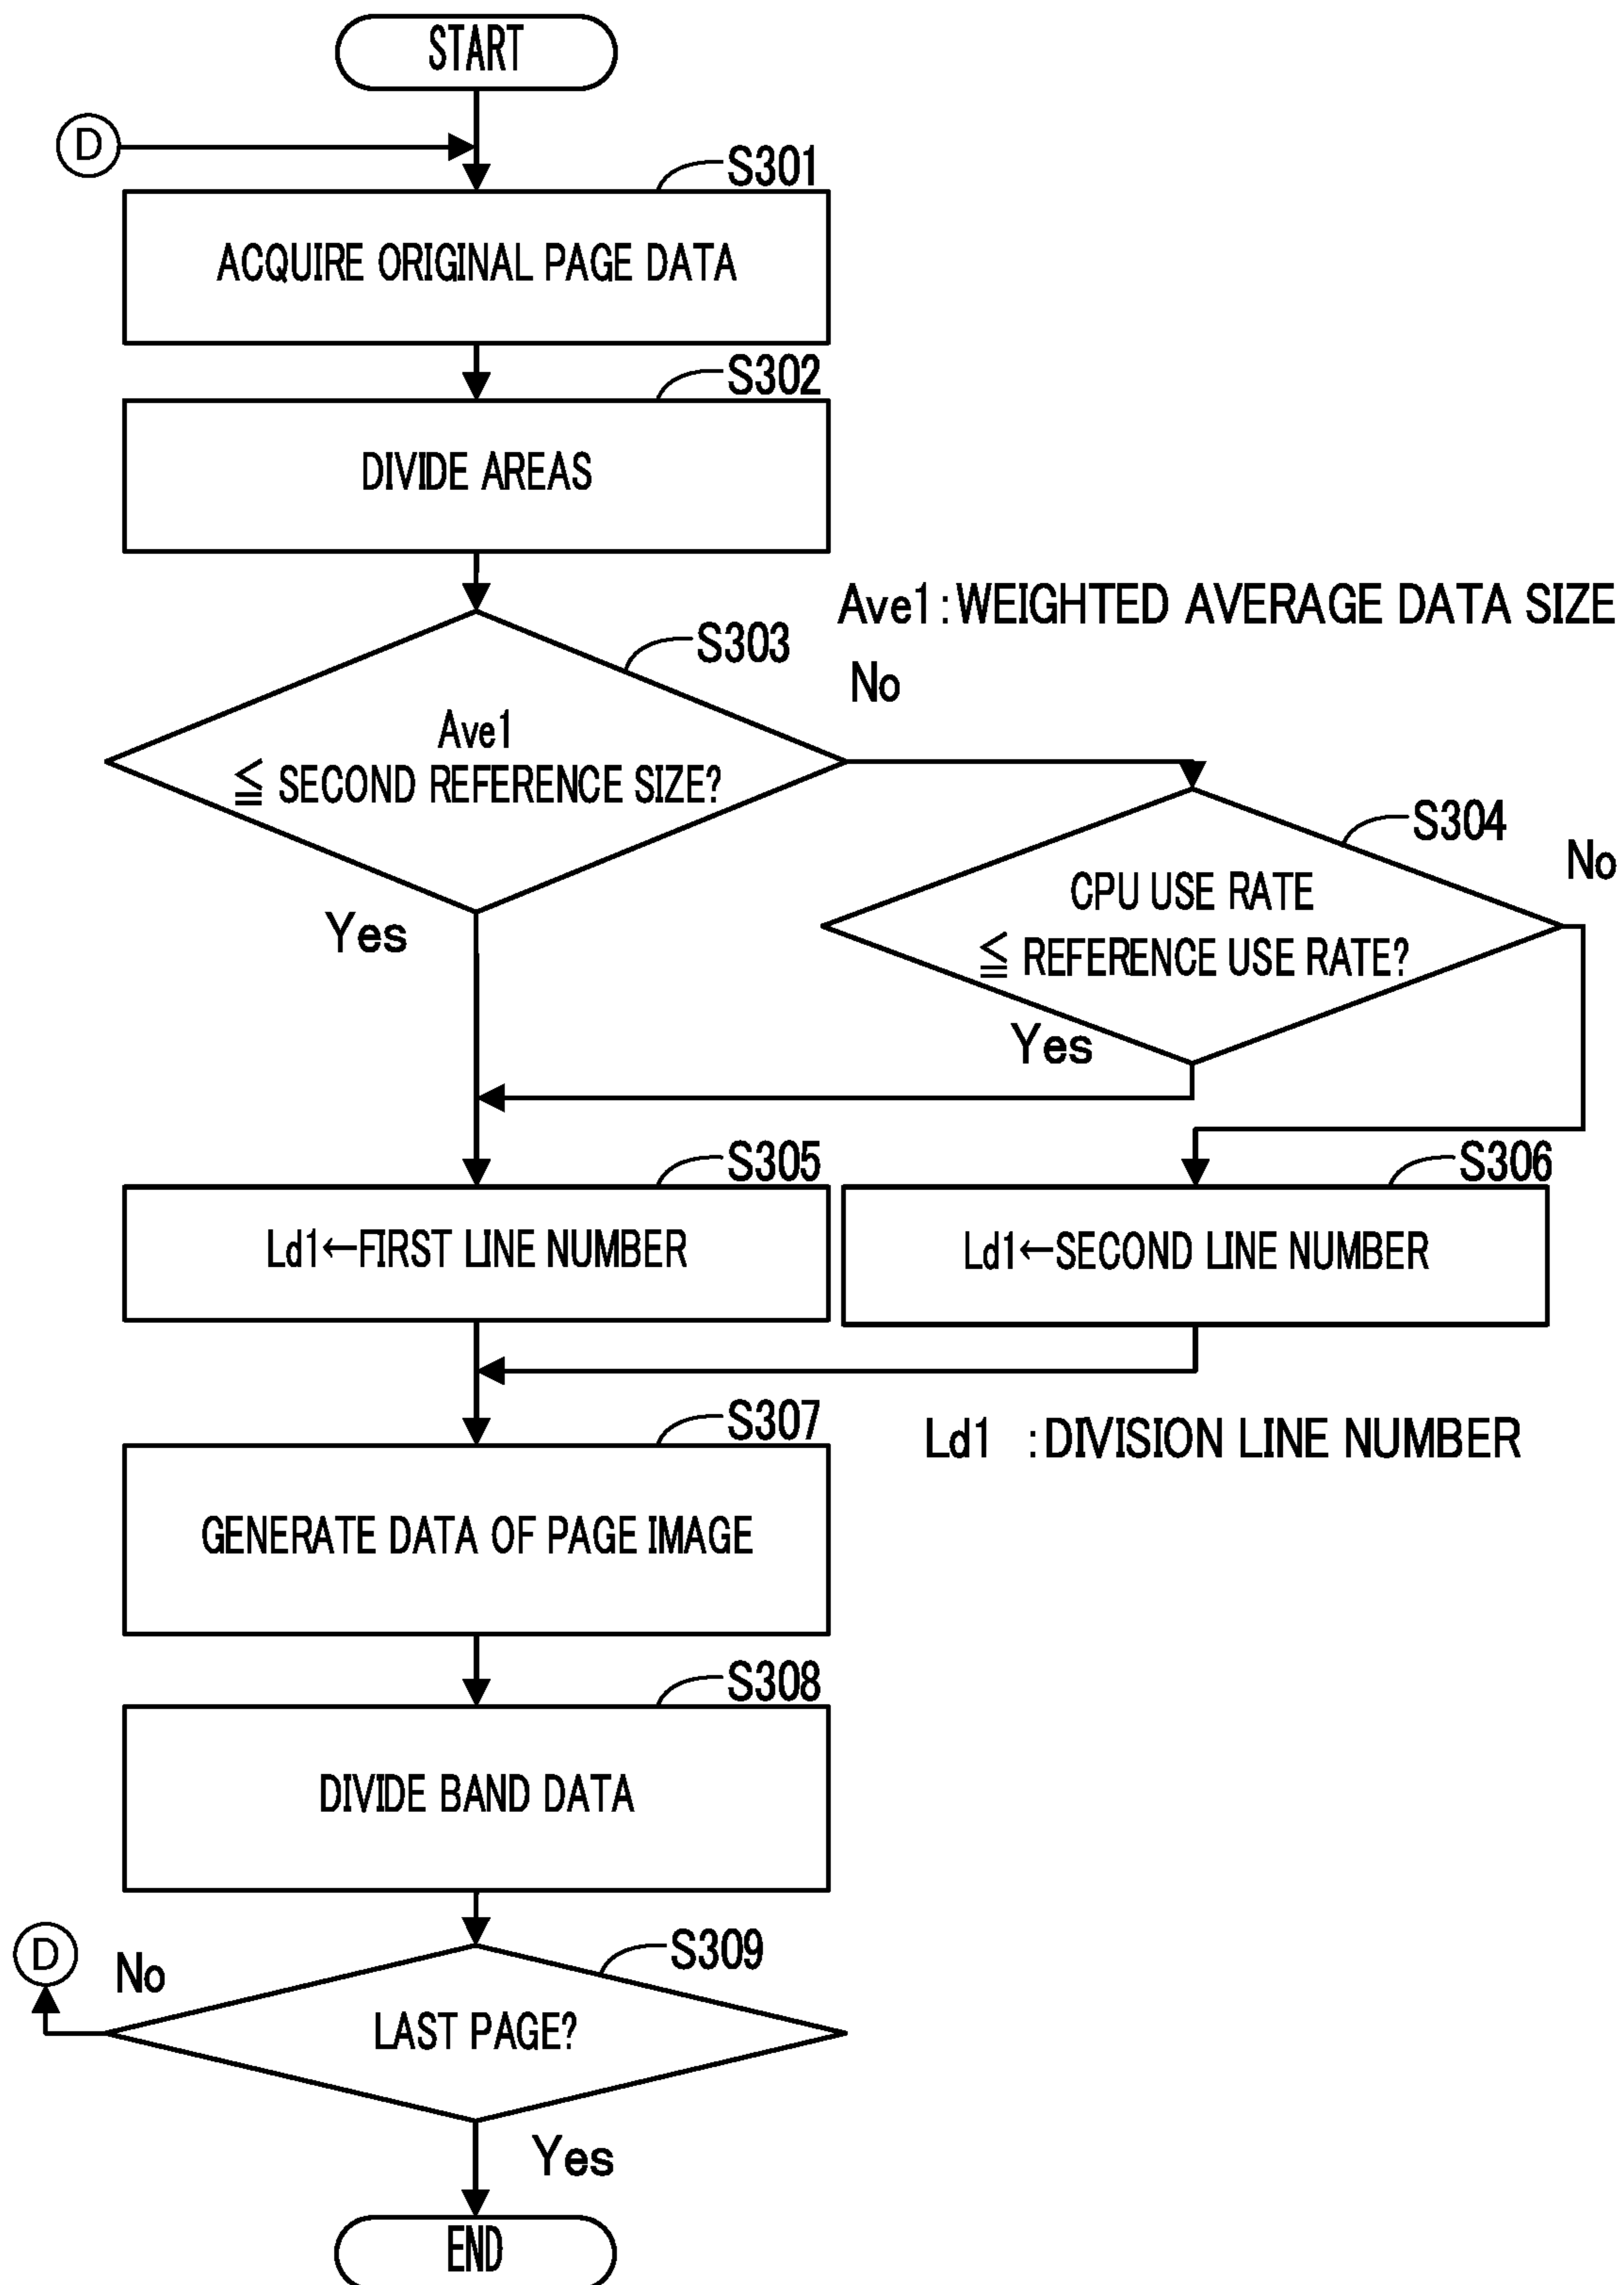 START
D
S301
ACQUIRE ORIGINAL PAGE DATA
S302
DIVIDE AREAS
Ave1:WEIGHTED AVERAGE DATA SIZE
S303
No
Ave1
≦ SECOND REFERENCE SIZE?
Yes
S304
No
CPU USE RATE
≦ REFERENCE USE RATE?
Yes
S305
Ld1←FIRST LINE NUMBER
S306
Ld1←SECOND LINE NUMBER
S307
Ld1 :DIVISION LINE NUMBER
GENERATE DATA OF PAGE IMAGE
S308
DIVIDE BAND DATA
D
No
S309
LAST PAGE?
Yes
END